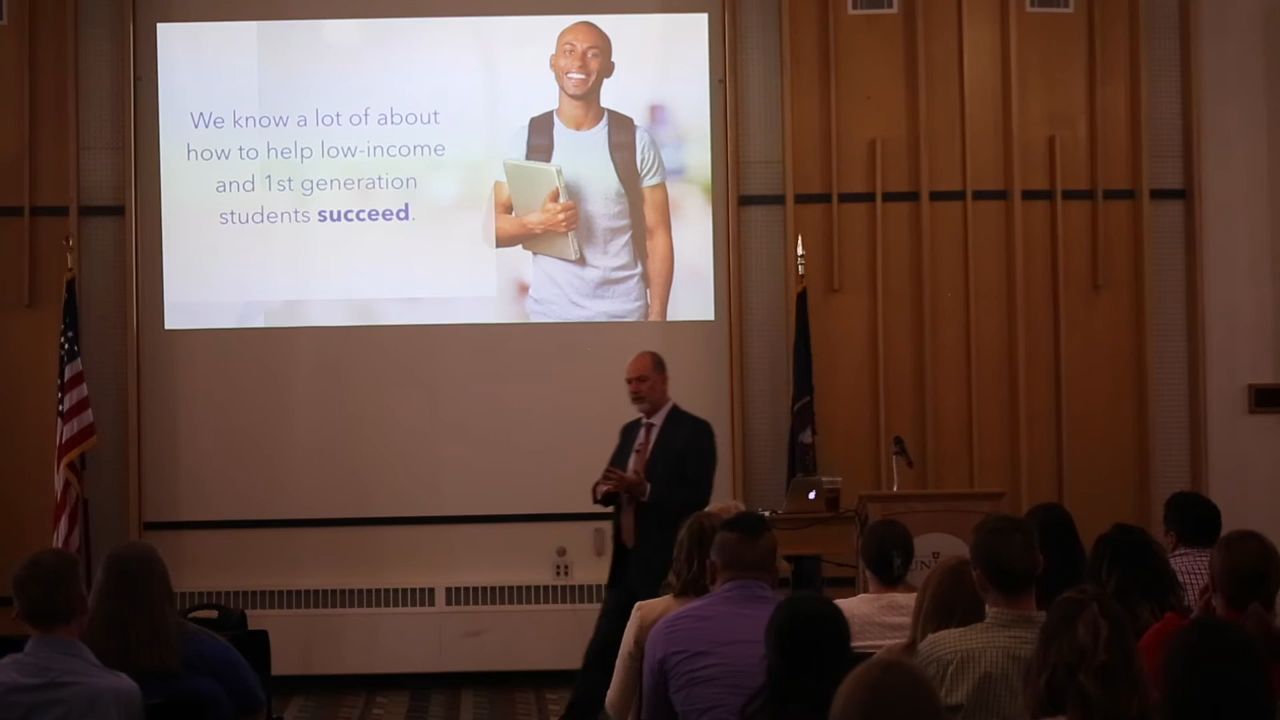 We know a lot of about
how to help low-income
and 1st generation
students succeed.